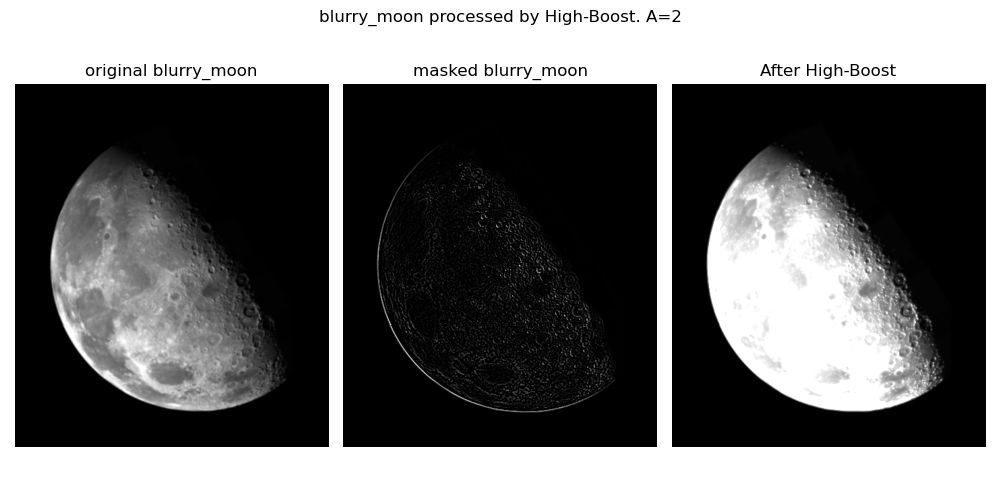 blurry_moon processed by High-Boost. A=2
original blurry_moon
masked blurry_moon
After High-Boost